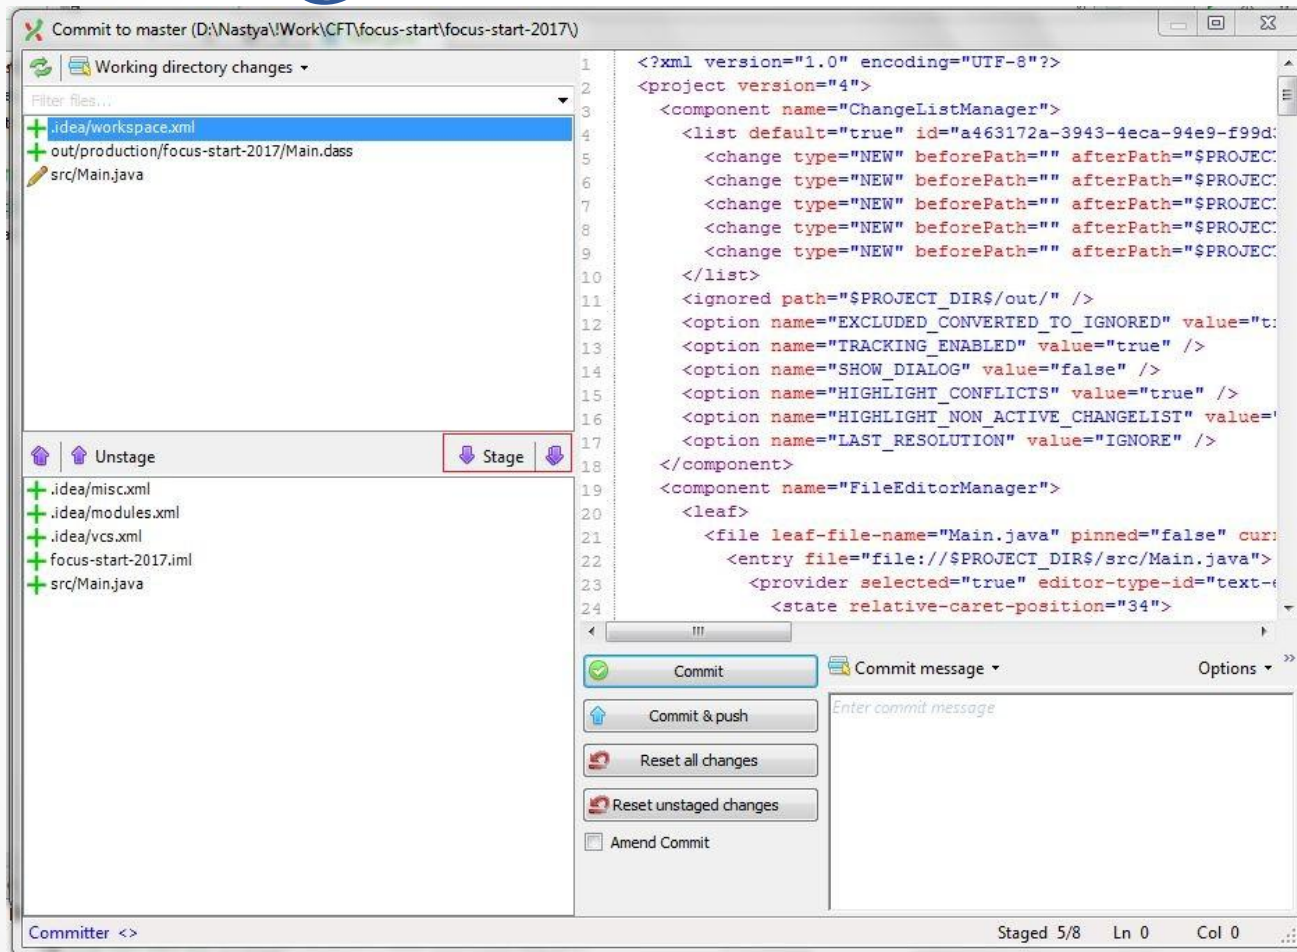 Commit to master (D:\Nastya\!Work\CFT\focus-start\focus-start-2017\)
Working directory changes
Filter files...
.idea/workspace.xml
out/production/focus-start-2017/Main.class
src/Main.java
Unstage
Stage
.idea/misc.xml
.idea/modules.xml
.idea/vcs.xml
focus-start-2017.iml
src/Main.java
1 <?xml version="1.0" encoding="UTF-8"?>
2 <project version="4">
3 <component name="ChangeListManager">
4 <list default="true" id="a463172a-3943-4eca-94e9-f99d
5 <change type="NEW" beforePath="" afterPath="$PROJECT
6 <change type="NEW" beforePath="" afterPath="$PROJECT
7 <change type="NEW" beforePath="" afterPath="$PROJECT
8 <change type="NEW" beforePath="" afterPath="$PROJECT
9 <change type="NEW" beforePath="" afterPath="$PROJECT
10 </list>
11 <ignored path="$PROJECT_DIR$/out/" />
12 <option name="EXCLUDED_CONVERTED_TO_IGNORED" value="t
13 <option name="TRACKING_ENABLED" value="true" />
14 <option name="SHOW_DIALOG" value="false" />
15 <option name="HIGHLIGHT_CONFLICTS" value="true" />
16 <option name="HIGHLIGHT_NON_ACTIVE_CHANGELIST" value="
17 <option name="LAST_RESOLUTION" value="IGNORE" />
18 </component>
19 <component name="FileEditorManager">
20 <leaf>
21 <file leaf-file-name="Main.java" pinned="false" cur
22 <entry file="file://$PROJECT_DIR$/src/Main.java">
23 <provider selected="true" editor-type-id="text-
24 <state relative-caret-position="34">
Commit
Commit & push
Reset all changes
Reset unstaged changes
Amend Commit
Commit message
Options
Enter commit message
Committer <>
Staged 5/8 Ln 0 Col 0